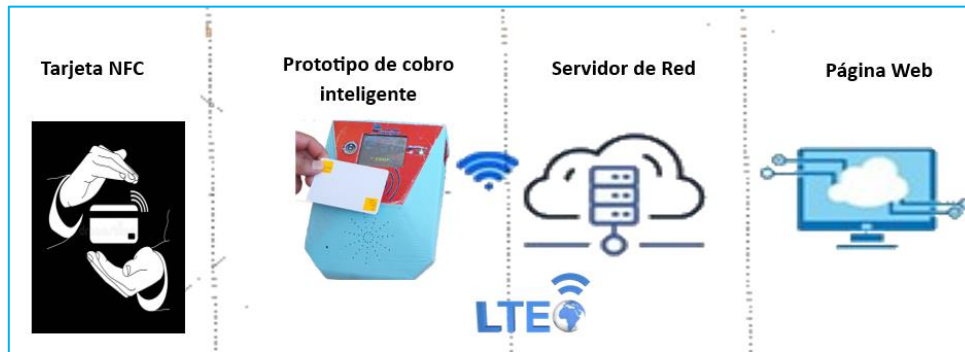 Tarjeta NFC
Prototipo de cobro
inteligente
Servidor de Red
Página Web
LTE